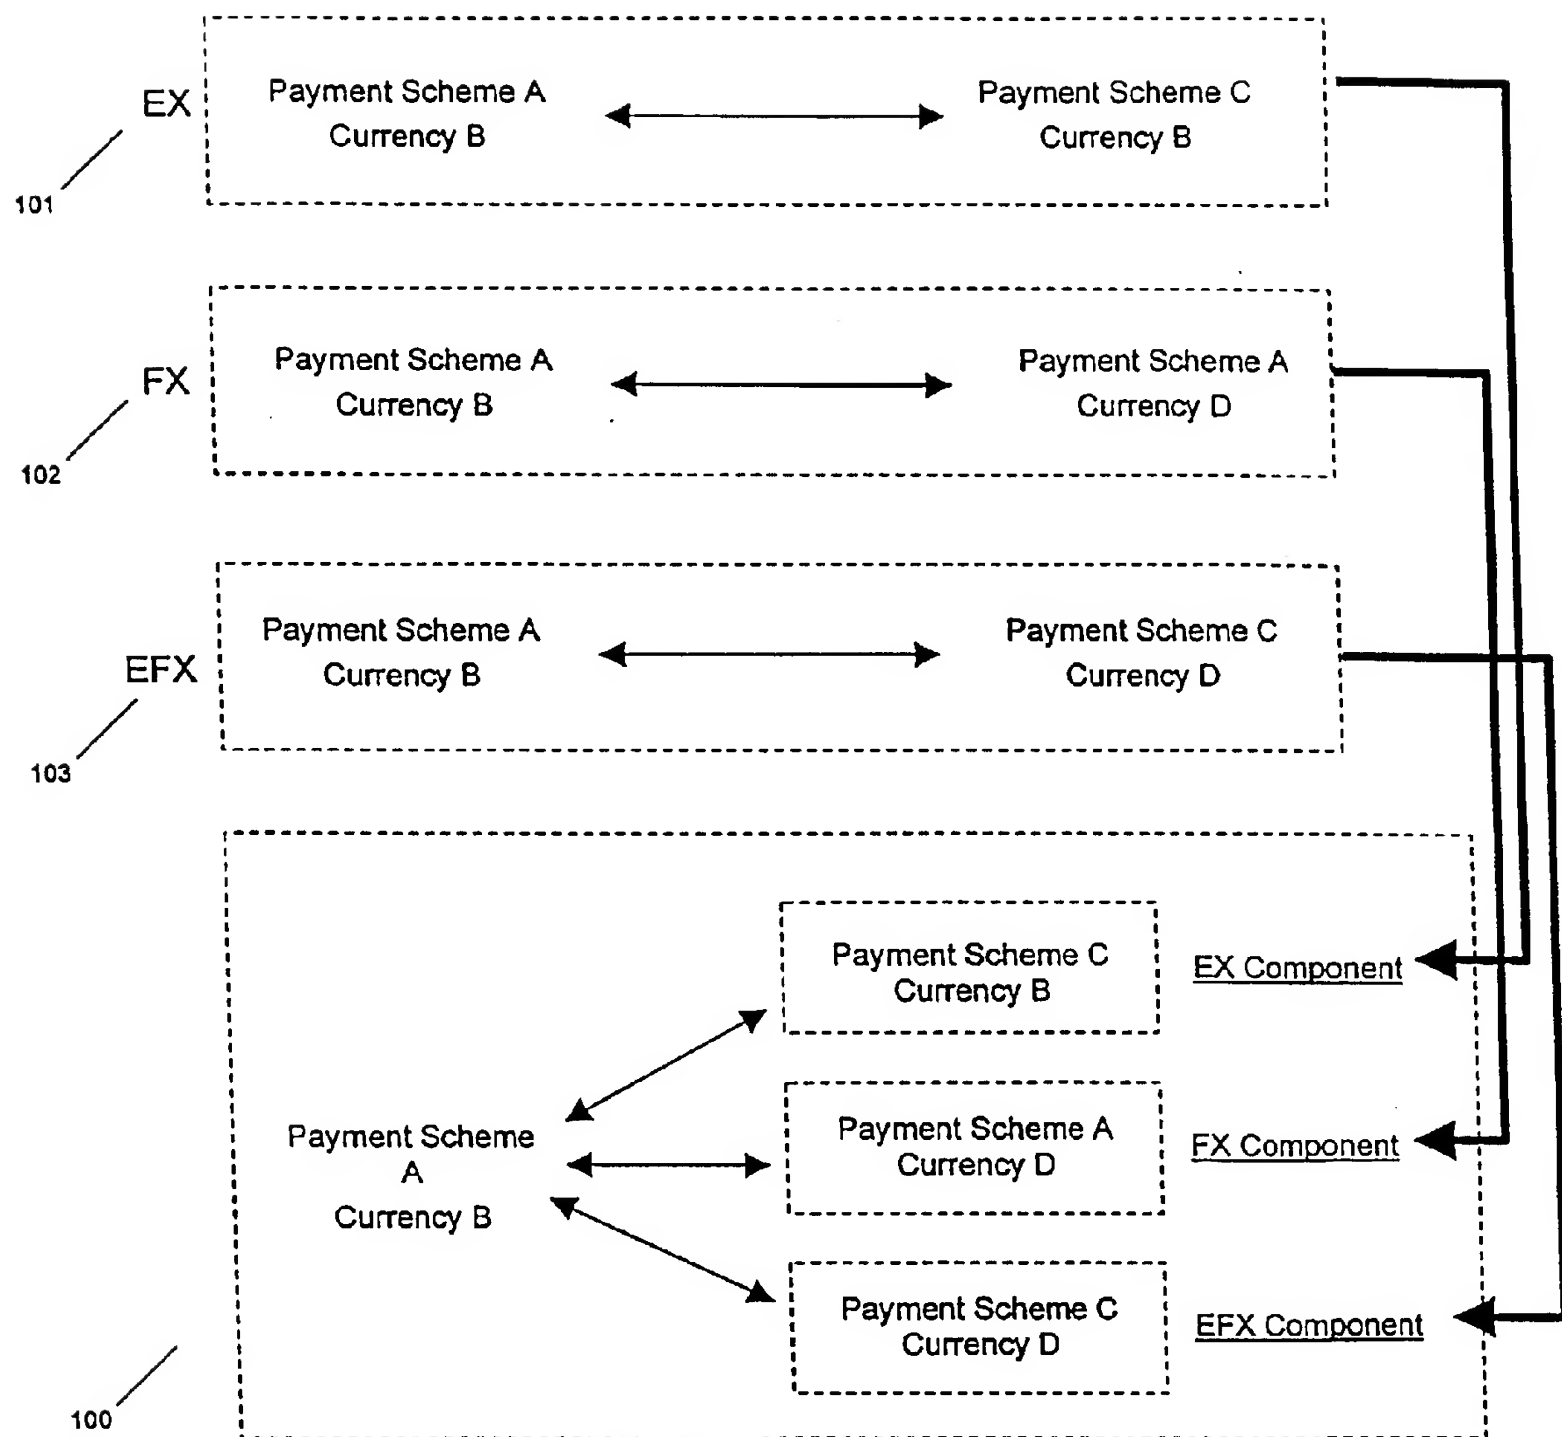 EX
Payment Scheme A
Currency B
Payment Scheme C
Currency B
101
FX
Payment Scheme A
Currency B
Payment Scheme A
Currency D
102
EFX
Payment Scheme A
Currency B
Payment Scheme C
Currency D
103
Payment Scheme
A
Currency B
Payment Scheme C
Currency B
EX Component
Payment Scheme A
Currency D
FX Component
Payment Scheme C
Currency D
EFX Component
100